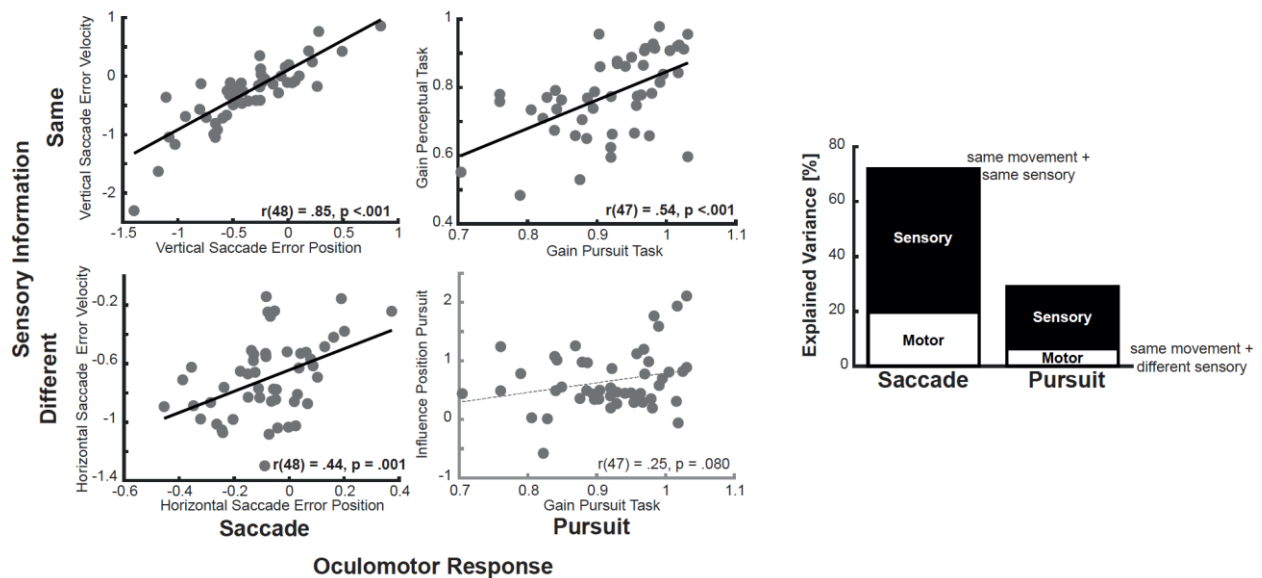 Sensory Information
Same
Different
Vertical Saccade Error Velocity
1
0
-1
-2
r(48) = .85, p <.001
-1.5
-1
-0.5
0
0.5
1
Vertical Saccade Error Position
Gain Perceptual Task
1
0.8
0.6
0.4
r(47) = .54, p <.001
0.7
0.8
0.9
1
1.1
Gain Pursuit Task
Horizontal Saccade Error Velocity
-0.2
-0.6
-1
-1.4
r(48) = .44, p = .001
-0.6
-0.4
-0.2
0
0.2
0.4
Horizontal Saccade Error Position
Saccade
Influence Position Pursuit
2
1
0
-1
r(47) = .25, p = .080
0.7
0.8
0.9
1
1.1
Gain Pursuit Task
Pursuit
Oculomotor Response
Explained Variance [%]
80
60
40
20
0
same movement +
same sensory
Sensory
Motor
Sensory
Motor
same movement +
different sensory
Saccade
Pursuit